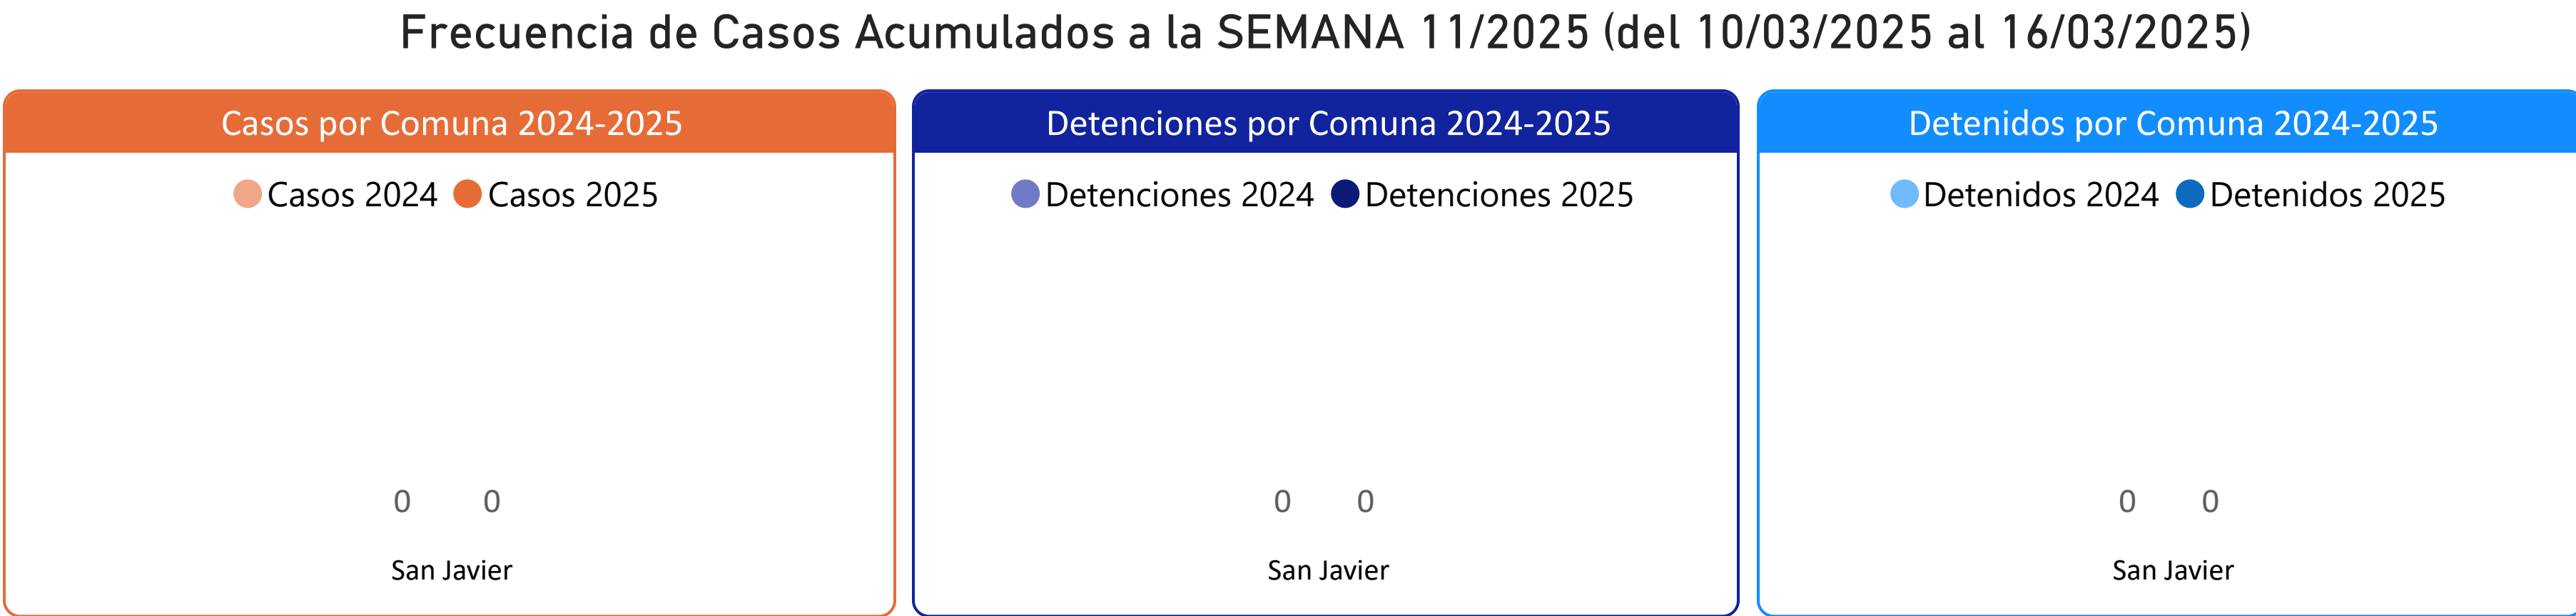 Frecuencia de Casos Acumulados a la SEMANA 11/2025 (del 10/03/2025 al 16/03/2025)
Casos por Comuna 2024-2025
Casos 2024 Casos 2025
0 0
San Javier
Detenciones por Comuna 2024-2025
Detenciones 2024 Detenciones 2025
0 0
San Javier
Detenidos por Comuna 2024-2025
Detenidos 2024 Detenidos 2025
0 0
San Javier